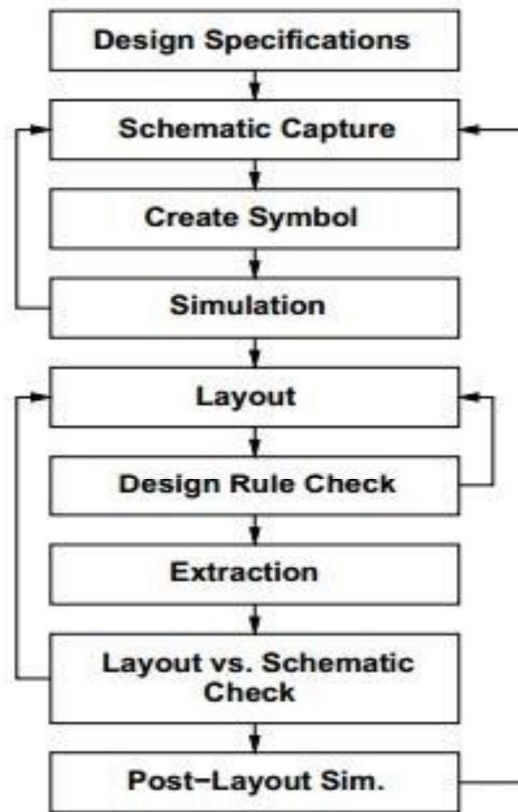 Design Specifications
Schematic Capture
Create Symbol
Simulation
Layout
Design Rule Check
Extraction
Layout vs. Schematic
Check
Post−Layout Sim.